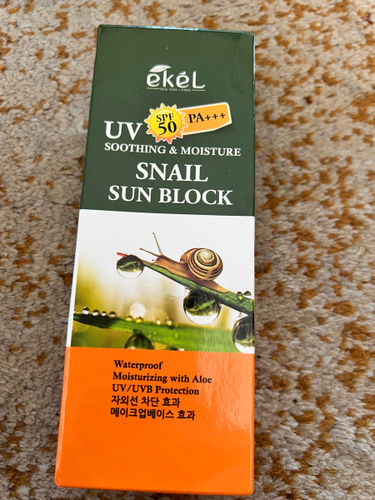 ekel
UV SPF 50 PA+++
SOOTHING & MOISTURE
SNAIL
SUN BLOCK
Waterproof
Moisturizing with Aloe
UV/UVB Protection
자외선 차단 효과
메이크업베이스 효과